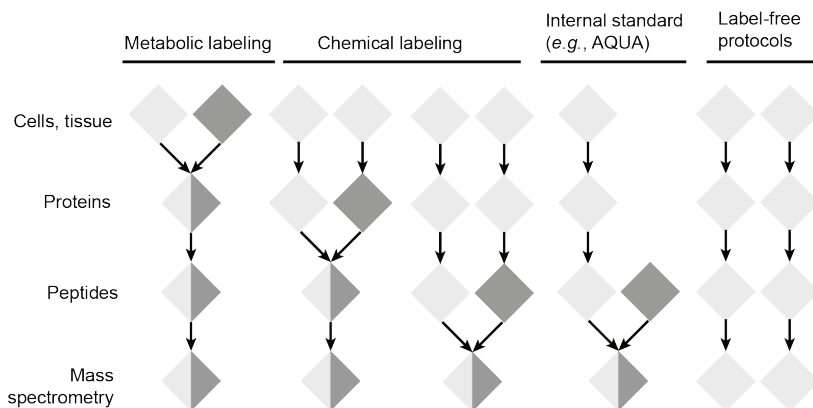 Metabolic labeling
Chemical labeling
Internal standard
(e.g., AQUA)
Label-free
protocols
Cells, tissue
Proteins
Peptides
Mass
spectrometry